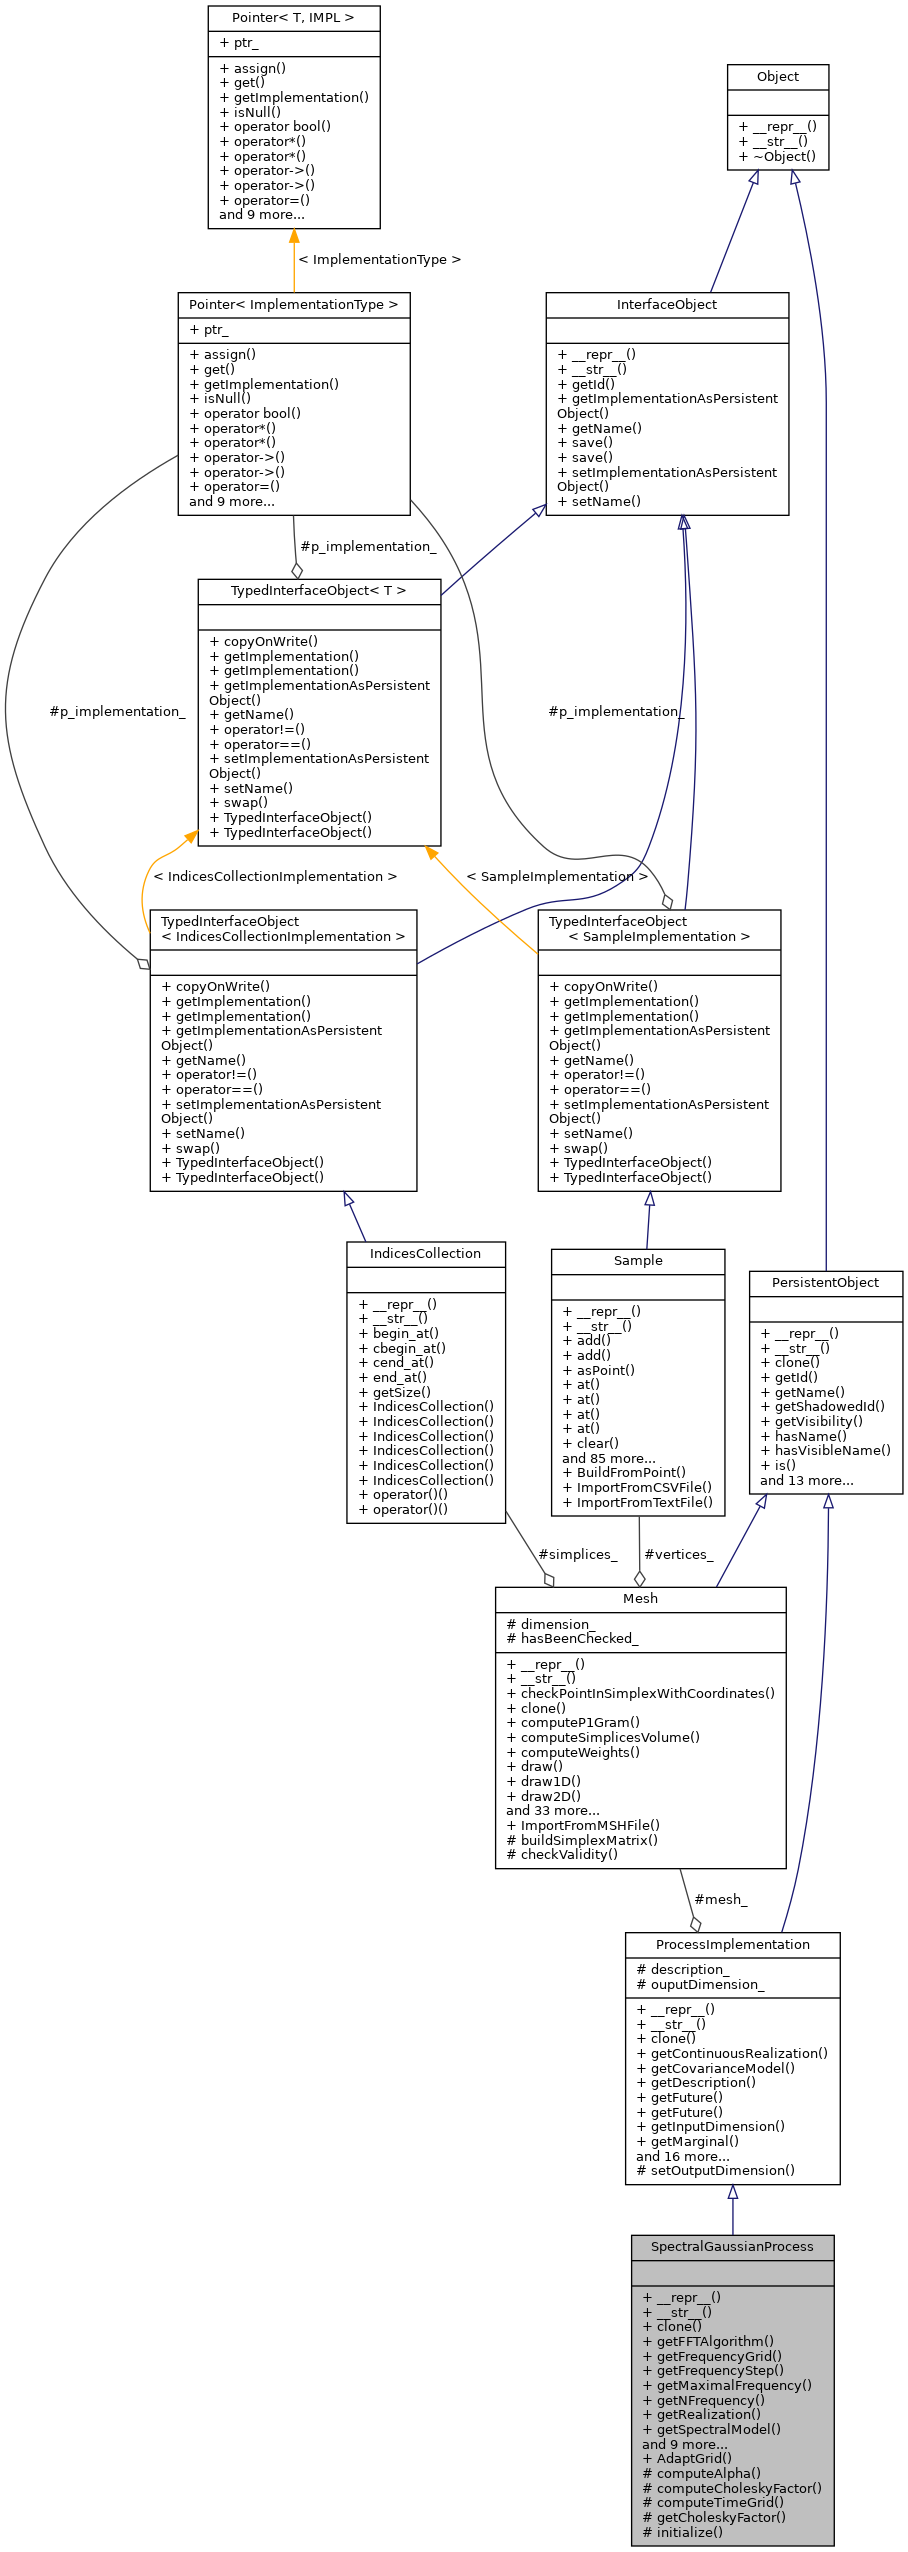 Pointer< T, IMPL >
+ ptr_
+ assign()
+ get()
+ getImplementation()
+ isNull()
+ operator bool()
+ operator*()
+ operator*()
+ operator->()
+ operator->()
+ operator=()
and 9 more...
Object
+ __repr__()
+ __str__()
+ ~Object()
< ImplementationType >
Pointer< ImplementationType >
+ ptr_
+ assign()
+ get()
+ getImplementation()
+ isNull()
+ operator bool()
+ operator*()
+ operator*()
+ operator->()
+ operator->()
+ operator=()
and 9 more...
InterfaceObject
+ __repr__()
+ __str__()
+ getId()
+ getImplementationAsPersistent
Object()
+ getName()
+ save()
+ save()
+ setImplementationAsPersistent
Object()
+ setName()
#p_implementation_
TypedInterfaceObject< T >
+ copyOnWrite()
+ getImplementation()
+ getImplementation()
+ getImplementationAsPersistent
Object()
+ getName()
+ operator!=()
+ operator==()
+ setImplementationAsPersistent
Object()
+ setName()
+ swap()
+ TypedInterfaceObject()
+ TypedInterfaceObject()
#p_implementation_
#p_implementation_
< IndicesCollectionImplementation >
< SampleImplementation >
TypedInterfaceObject
< IndicesCollectionImplementation >
+ copyOnWrite()
+ getImplementation()
+ getImplementation()
+ getImplementationAsPersistent
Object()
+ getName()
+ operator!=()
+ operator==()
+ setImplementationAsPersistent
Object()
+ setName()
+ swap()
+ TypedInterfaceObject()
+ TypedInterfaceObject()
TypedInterfaceObject
< SampleImplementation >
+ copyOnWrite()
+ getImplementation()
+ getImplementation()
+ getImplementationAsPersistent
Object()
+ getName()
+ operator!=()
+ operator==()
+ setImplementationAsPersistent
Object()
+ setName()
+ swap()
+ TypedInterfaceObject()
+ TypedInterfaceObject()
IndicesCollection
+ __repr__()
+ __str__()
+ begin_at()
+ cbegin_at()
+ cend_at()
+ end_at()
+ getSize()
+ IndicesCollection()
+ IndicesCollection()
+ IndicesCollection()
+ IndicesCollection()
+ IndicesCollection()
+ IndicesCollection()
+ operator()()
+ operator()()
Sample
+ __repr__()
+ __str__()
+ add()
+ add()
+ asPoint()
+ at()
+ at()
+ at()
+ at()
+ clear()
and 85 more...
+ BuildFromPoint()
+ ImportFromCSVFile()
+ ImportFromTextFile()
PersistentObject
+ __repr__()
+ __str__()
+ clone()
+ getId()
+ getName()
+ getShadowedId()
+ getVisibility()
+ hasName()
+ hasVisibleName()
+ is()
and 13 more...
#simplices_
#vertices_
Mesh
# dimension_
# hasBeenChecked_
+ __repr__()
+ __str__()
+ checkPointInSimplexWithCoordinates()
+ clone()
+ computeP1Gram()
+ computeSimplicesVolume()
+ computeWeights()
+ draw()
+ draw1D()
+ draw2D()
and 33 more...
+ ImportFromMSHFile()
# buildSimplexMatrix()
# checkValidity()
#mesh_
ProcessImplementation
# description_
# ouputDimension_
+ __repr__()
+ __str__()
+ clone()
+ getContinuousRealization()
+ getCovarianceModel()
+ getDescription()
+ getFuture()
+ getFuture()
+ getInputDimension()
+ getMarginal()
and 16 more...
# setOutputDimension()
SpectralGaussianProcess
+ __repr__()
+ __str__()
+ clone()
+ getFFTAlgorithm()
+ getFrequencyGrid()
+ getFrequencyStep()
+ getMaximalFrequency()
+ getNFrequency()
+ getRealization()
+ getSpectralModel()
and 9 more...
+ AdaptGrid()
# computeAlpha()
# computeCholeskyFactor()
# computeTimeGrid()
# getCholeskyFactor()
# initialize()